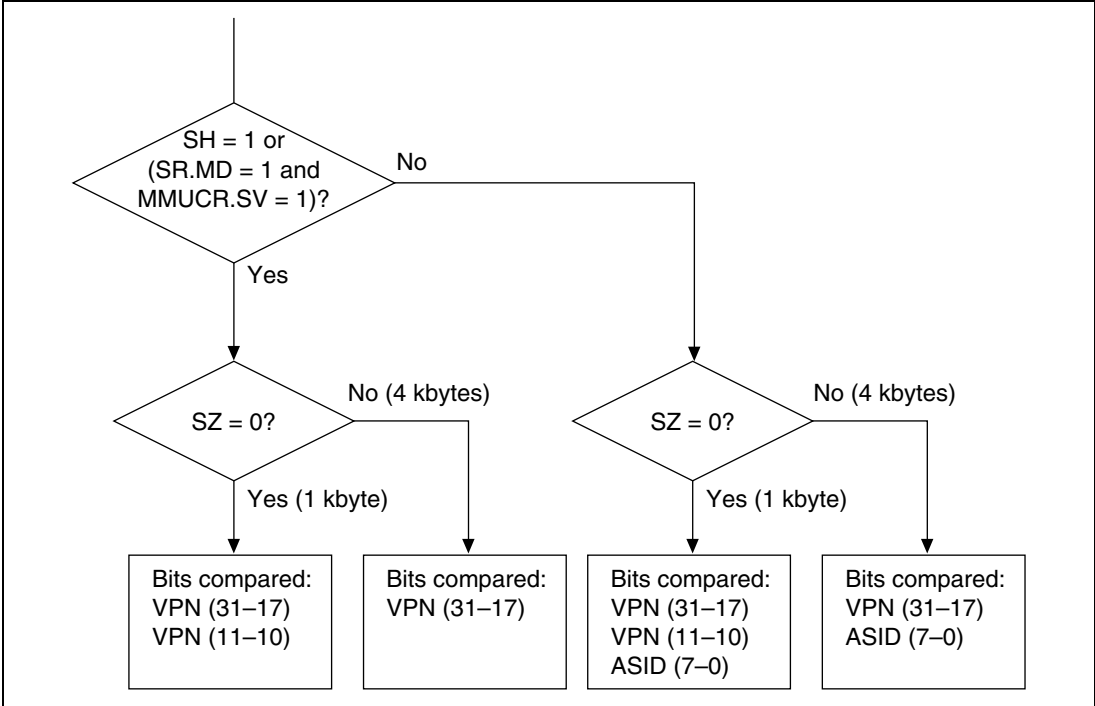 SH = 1 or
(SR.MD = 1 and
MMUCR.SV = 1)?
No
Yes
SZ = 0?
No (4 kbytes)
Yes (1 kbyte)
SZ = 0?
No (4 kbytes)
Yes (1 kbyte)
Bits compared:
VPN (31–17)
VPN (11–10)
Bits compared:
VPN (31–17)
Bits compared:
VPN (31–17)
VPN (11–10)
ASID (7–0)
Bits compared:
VPN (31–17)
ASID (7–0)